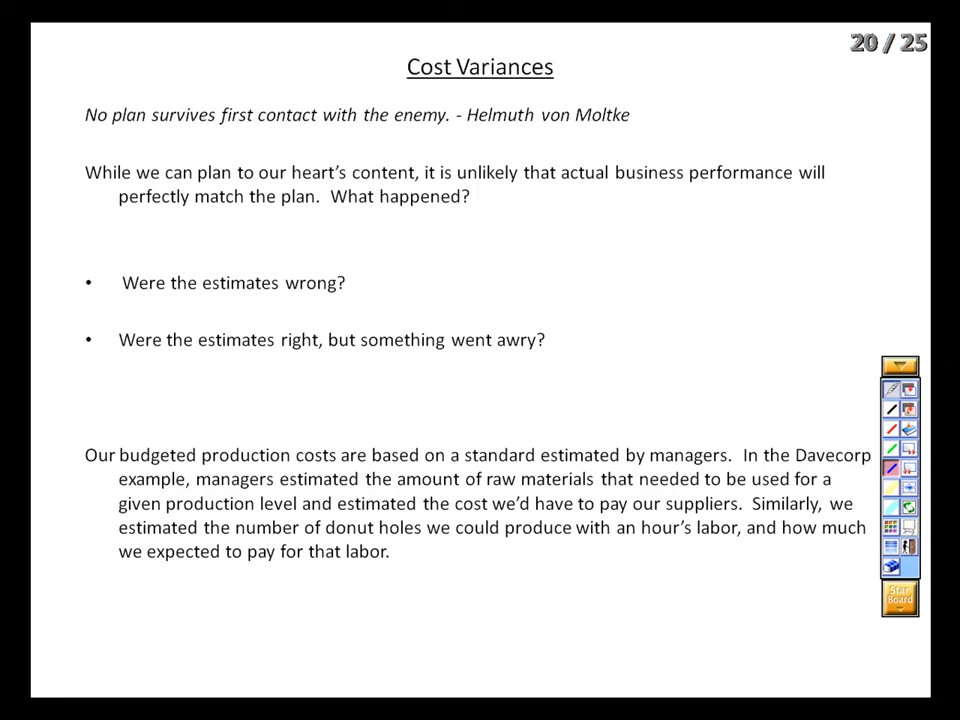 20 / 25
Cost Variances
No plan survives first contact with the enemy. - Helmuth von Moltke
While we can plan to our heart’s content, it is unlikely that actual business performance will
perfectly match the plan.  What happened?
• Were the estimates wrong?
• Were the estimates right, but something went awry?
Our budgeted production costs are based on a standard estimated by managers.  In the Davecorp
example, managers estimated the amount of raw materials that needed to be used for a
given production level and estimated the cost we’d have to pay our suppliers.  Similarly, we
estimated the number of donut holes we could produce with an hour’s labor, and how much
we expected to pay for that labor.
Star
Board